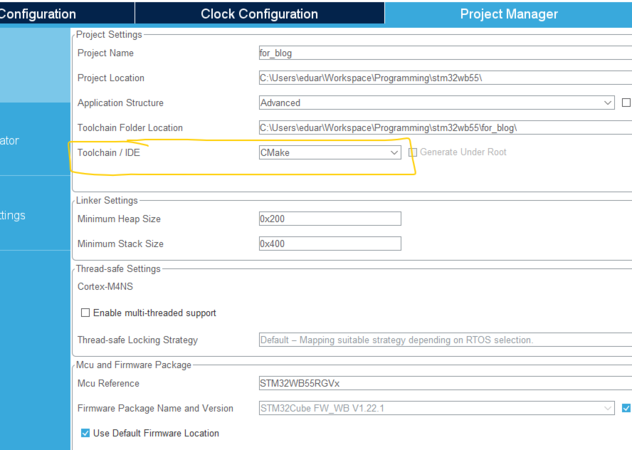 Configuration
Clock Configuration
Project Manager
Project Settings
Project Name
for_blog
Project Location
C:\Users\eduar\Workspace\Programming\stm32wb55\
Application Structure
Advanced
Toolchain Folder Location
C:\Users\eduar\Workspace\Programming\stm32wb55\for_blog\
ator
Toolchain / IDE
CMake
Generate Under Root
Linker Settings
ttings
Minimum Heap Size
0x200
Minimum Stack Size
0x400
Thread-safe Settings
Cortex-M4NS
Enable multi-threaded support
Thread-safe Locking Strategy
Default – Mapping suitable strategy depending on RTOS selection.
Mcu and Firmware Package
Mcu Reference
STM32WB55RGVx
Firmware Package Name and Version
STM32Cube FW_WB V1.22.1
Use Default Firmware Location